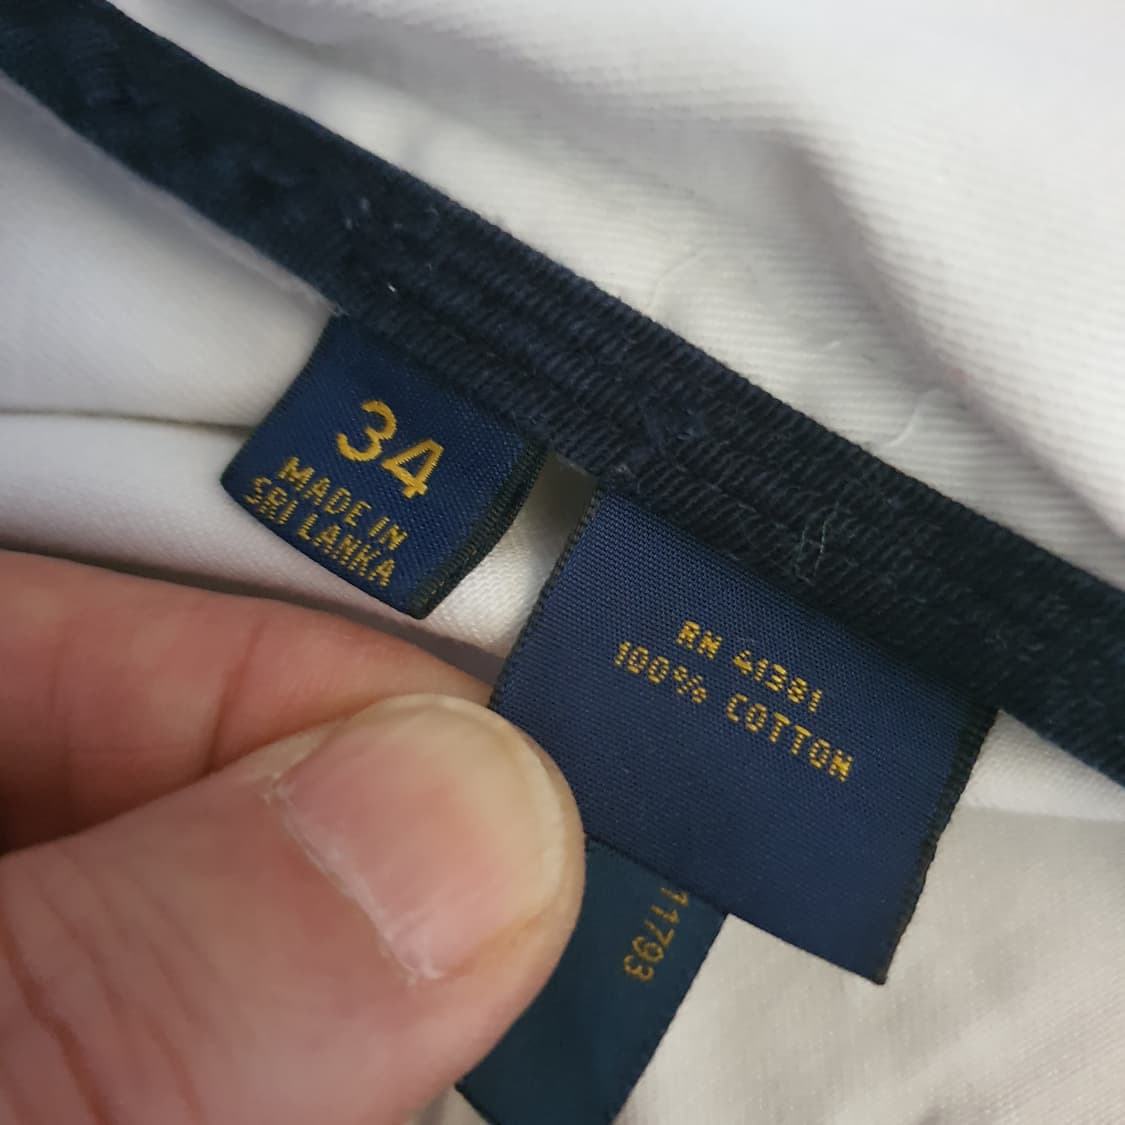 34
MADE IN
SRI LANKA
RN 41381
100% COTTON
11793